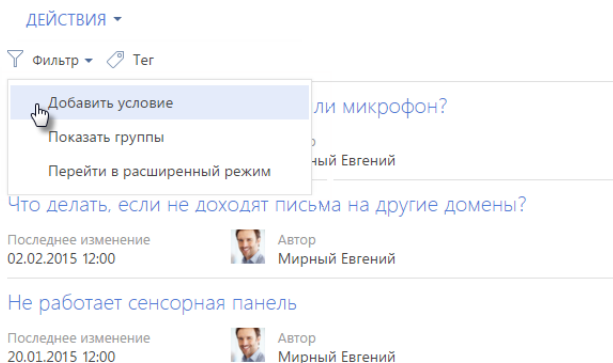 ДЕЙСТВИЯ
Фильтр Тег
Добавить условие
ли микрофон?
Показать группы
Перейти в расширенный режим
ный Евгений
Что делать, если не доходят письма на другие домены?
Последнее изменение Автор
02.02.2015 12:00 Мирный Евгений
Не работает сенсорная панель
Последнее изменение Автор
20.01.2015 12:00 Мирный Евгений